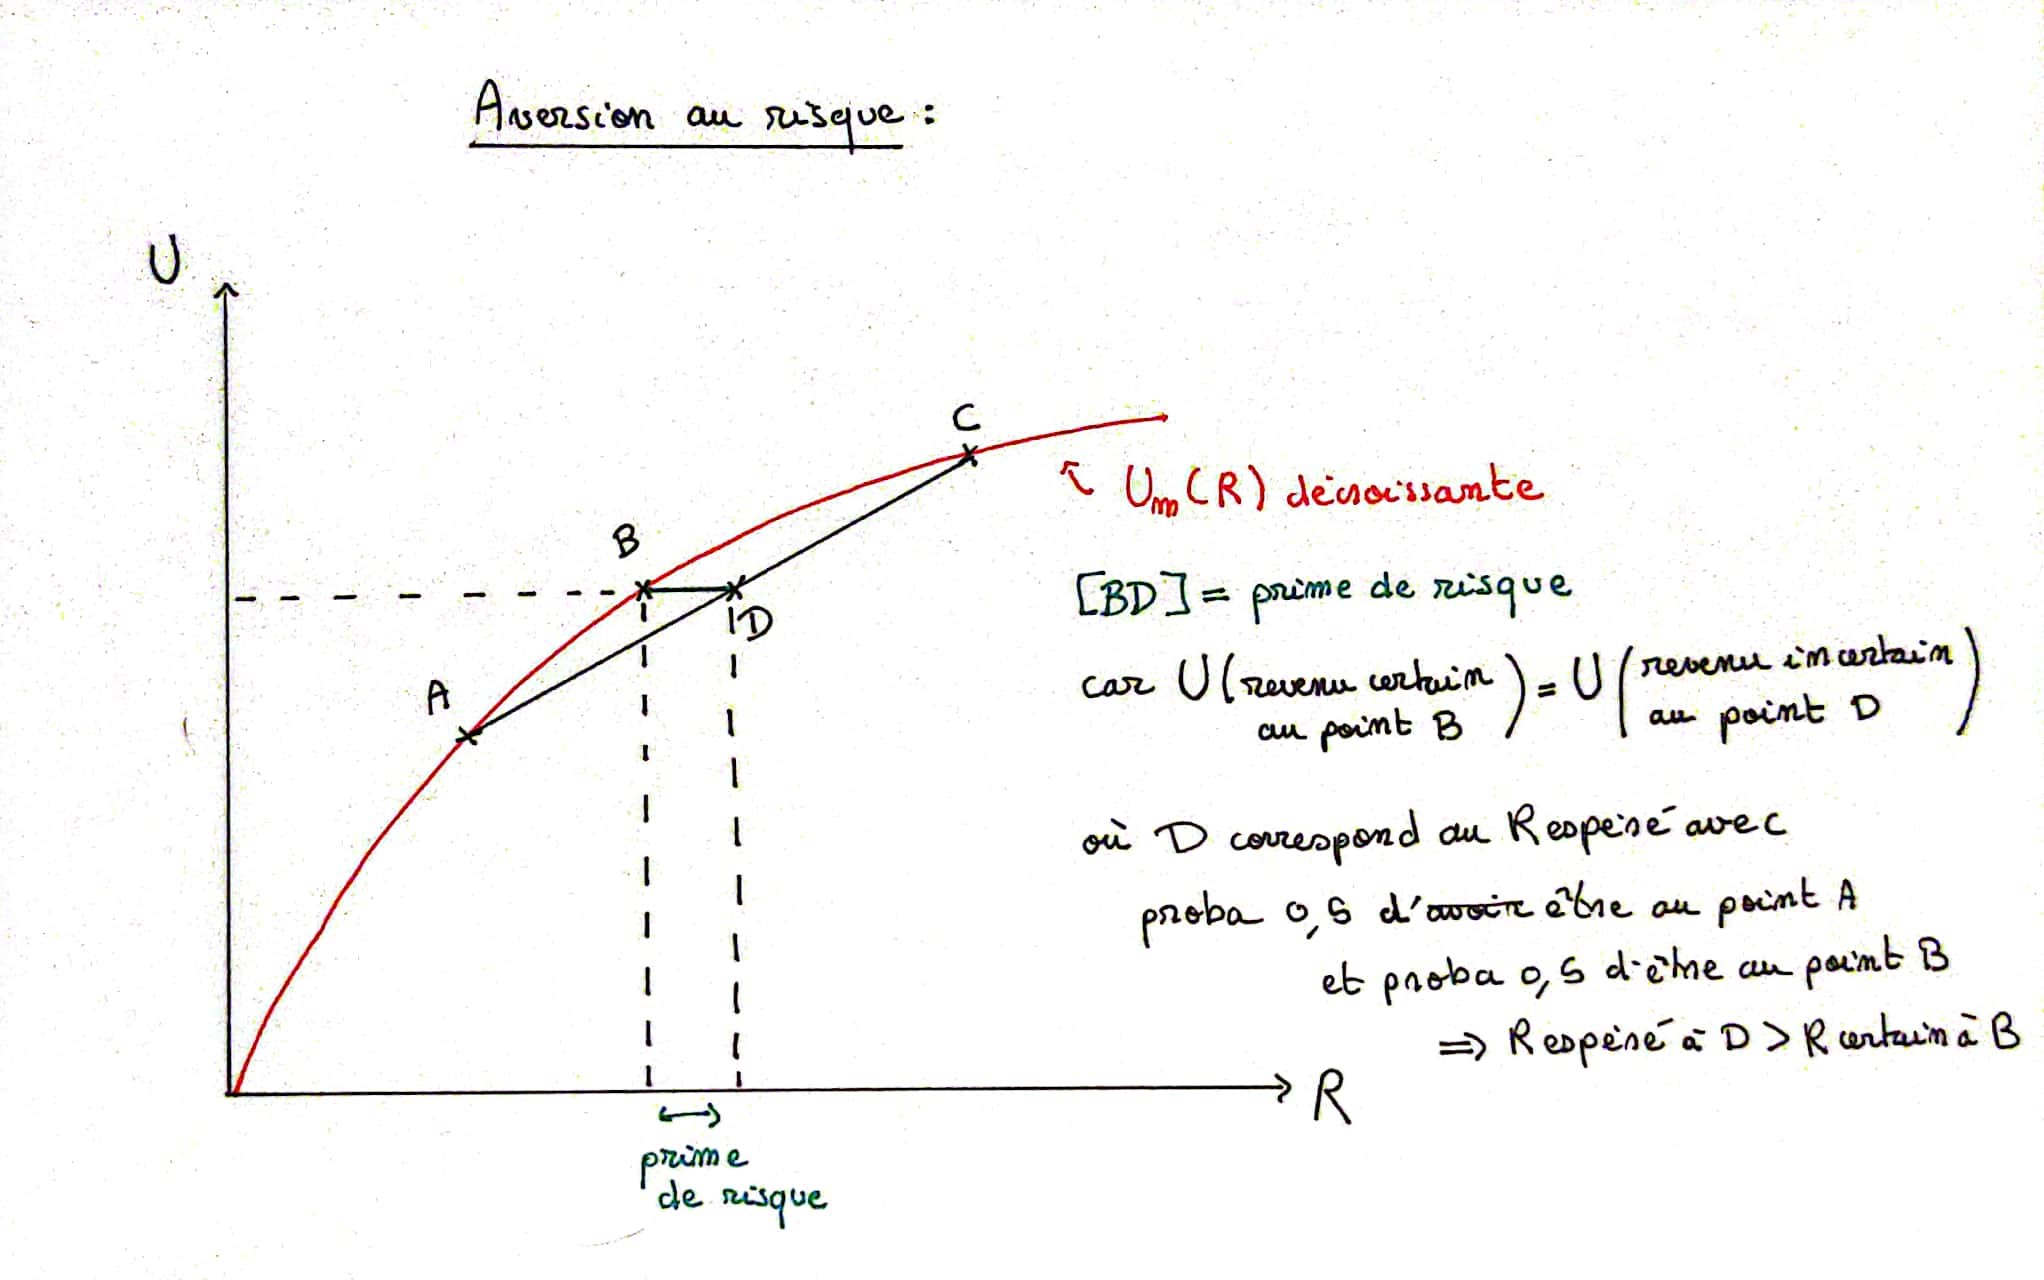 Aversion au risque :
U
C
Um(R) décroissante
B
[BD] = prime de risque
D
A
car U(revenu certain au point B) = U(revenu incertain au point D)
où D correspond au R espéré avec
proba 0,5 d'avoir être au point A
et proba 0,5 d'être au point B
⇒ R espéré à D > R certain à B
R
prime
de risque